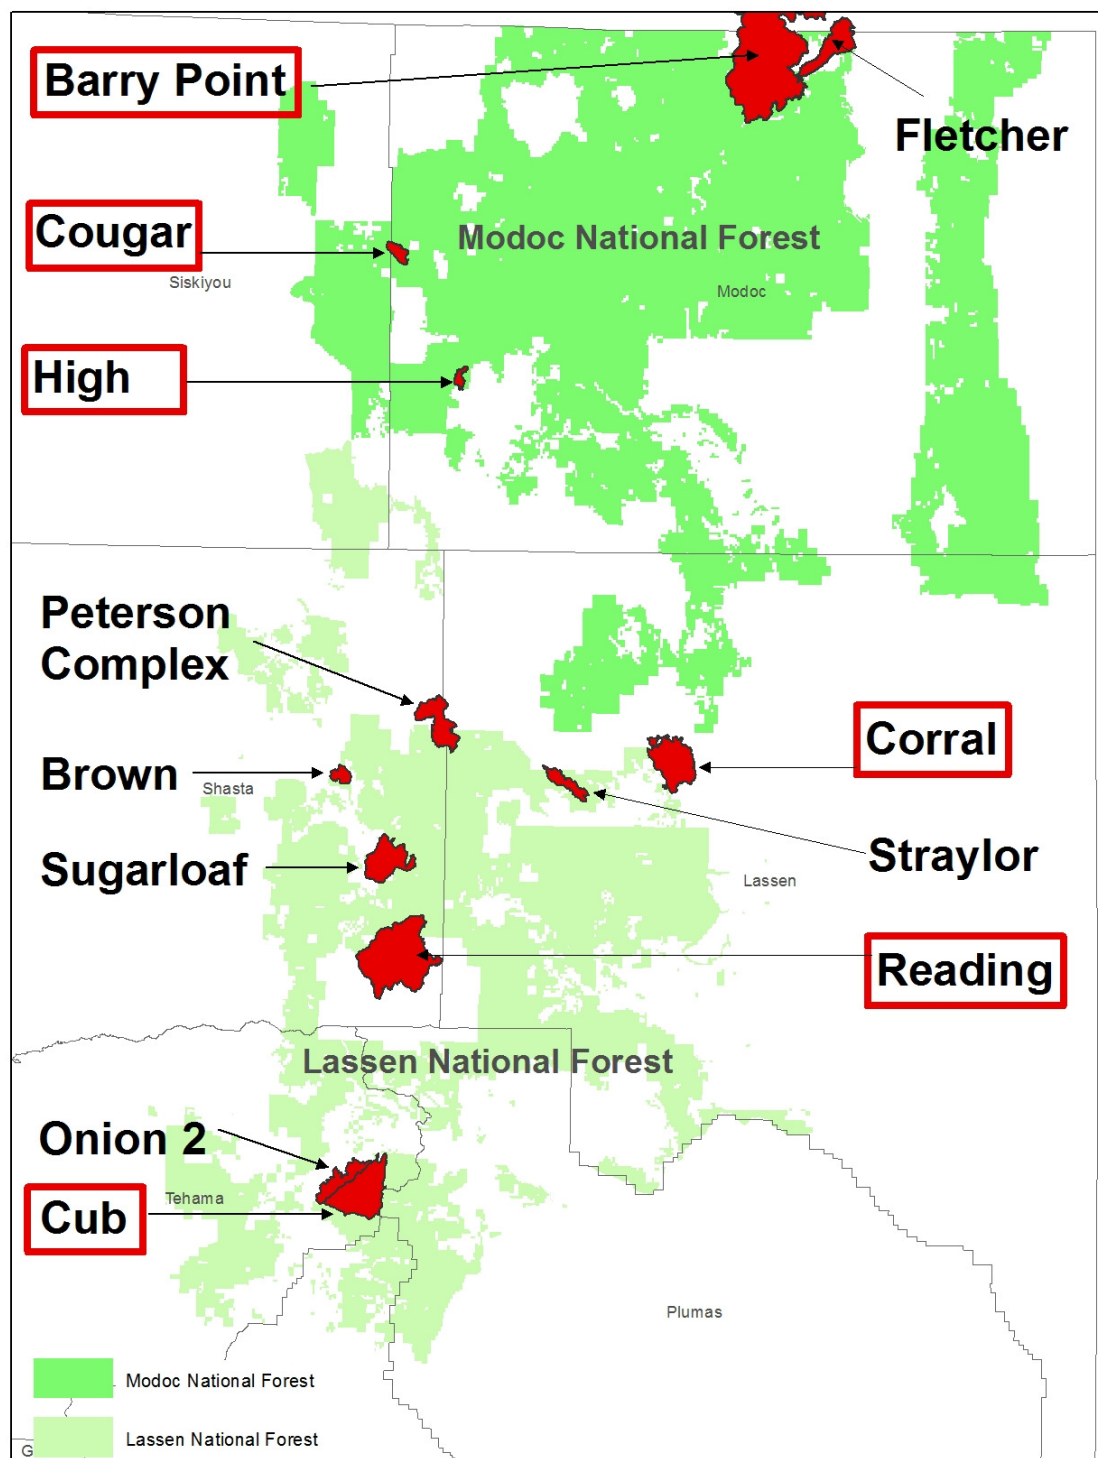 Barry Point
Fletcher
Cougar
Modoc National Forest
Siskiyou
Modoc
High
Peterson
Complex
Corral
Brown
Shasta
Straylor
Sugarloaf
Lassen
Reading
Lassen National Forest
Onion 2
Tehama
Cub
Plumas
Modoc National Forest
Lassen National Forest
G